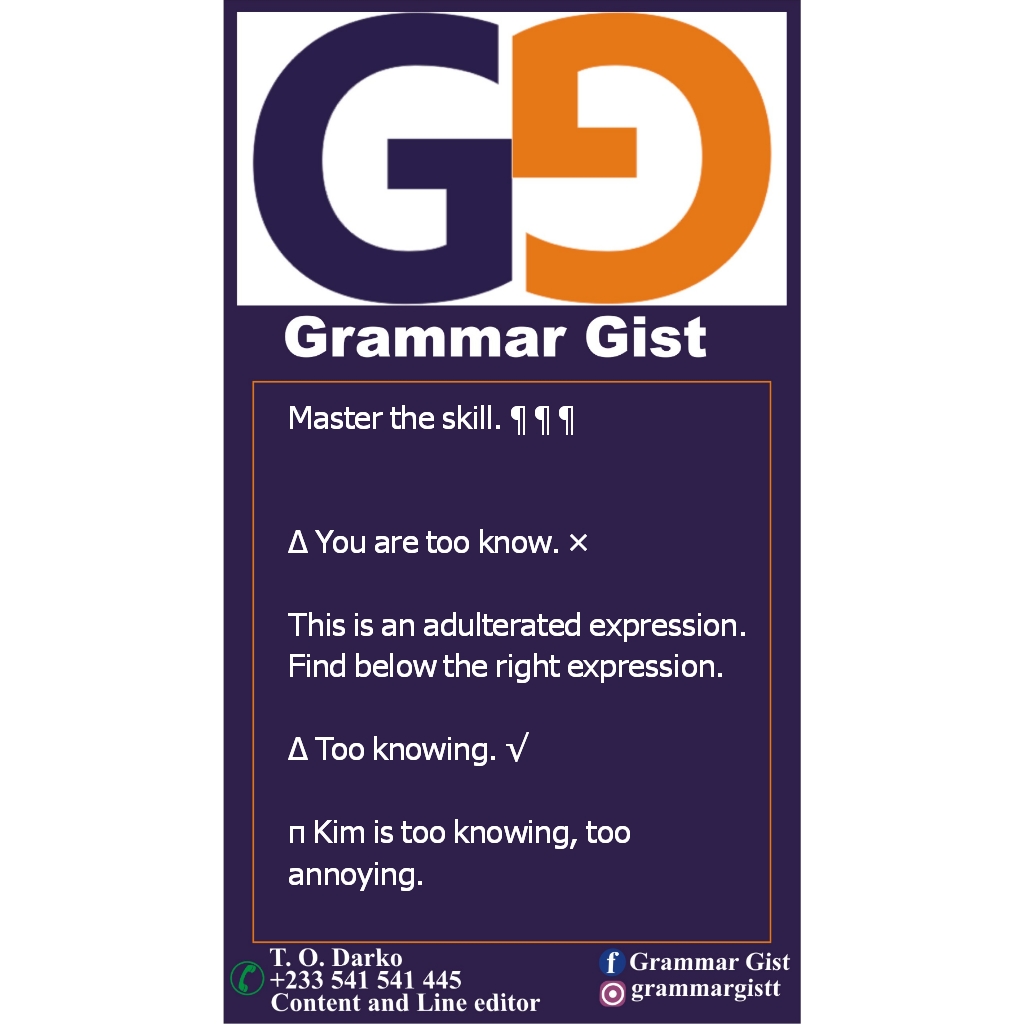 GG
Grammar Gist
Master the skill. ¶ ¶ ¶
Δ You are too know. ×
This is an adulterated expression.
Find below the right expression.
Δ Too knowing. √
п Kim is too knowing, too
annoying.
T. O. Darko
+233 541 541 445
Content and Line editor
f Grammar Gist
grammargistt